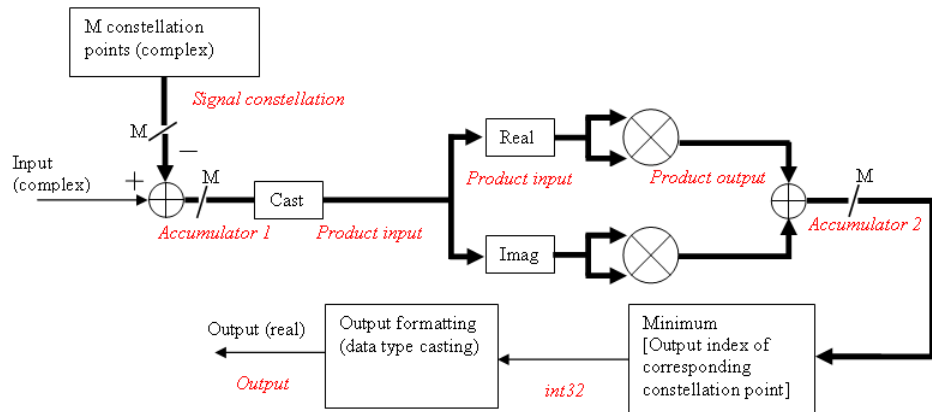 M constellation
points (complex)
Signal constellation
M
−
Input
(complex)
+
M
Cast
Accumulator 1
Product input
Real
Product input
Product output
Imag
M
Accumulator 2
Output (real)
Output
Output formatting
(data type casting)
int32
Minimum
[Output index of
corresponding
constellation point]